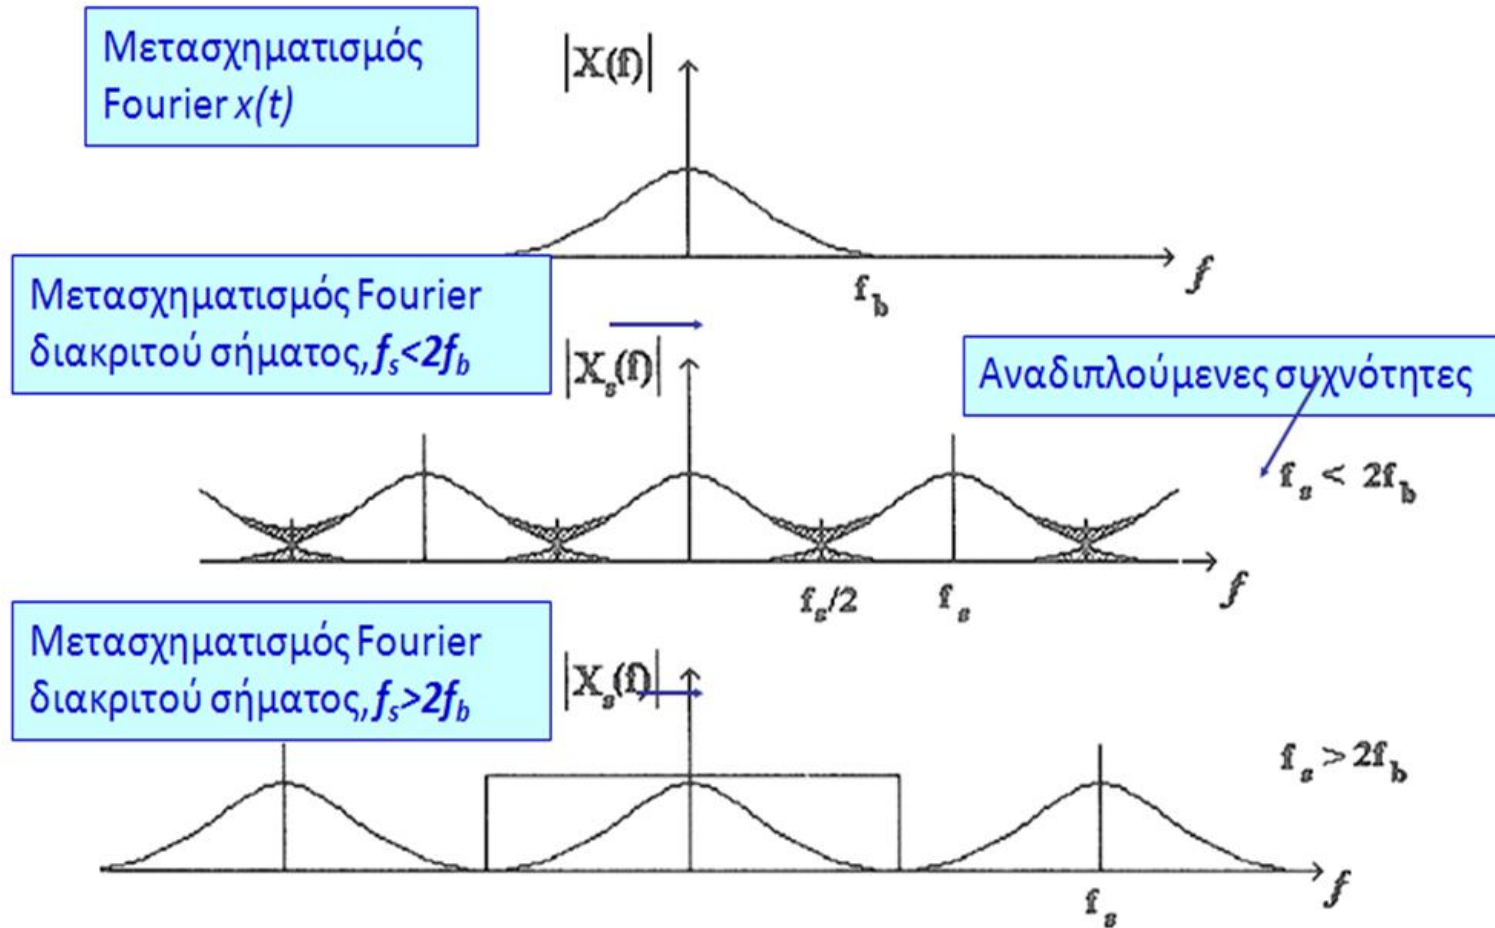 Μετασχηματισμός
Fourier x(t)
|X(f)|
f
f_b
Μετασχηματισμός Fourier
διακριτού σήματος, f_s<2f_b
|X_s(f)|
Αναδιπλούμενες συχνότητες
f_s < 2f_b
f_s/2
f_s
f
Μετασχηματισμός Fourier
διακριτού σήματος, f_s>2f_b
|X_s(f)|
f_s > 2f_b
f_s
f